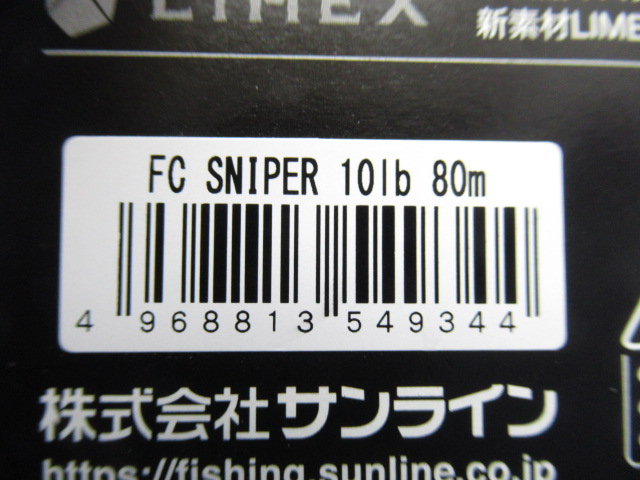 LIMEX
新素材LIME
FC SNIPER 10lb 80m
4 968813 549344
株式会社サンライン
https://fishing.sunline.co.jp